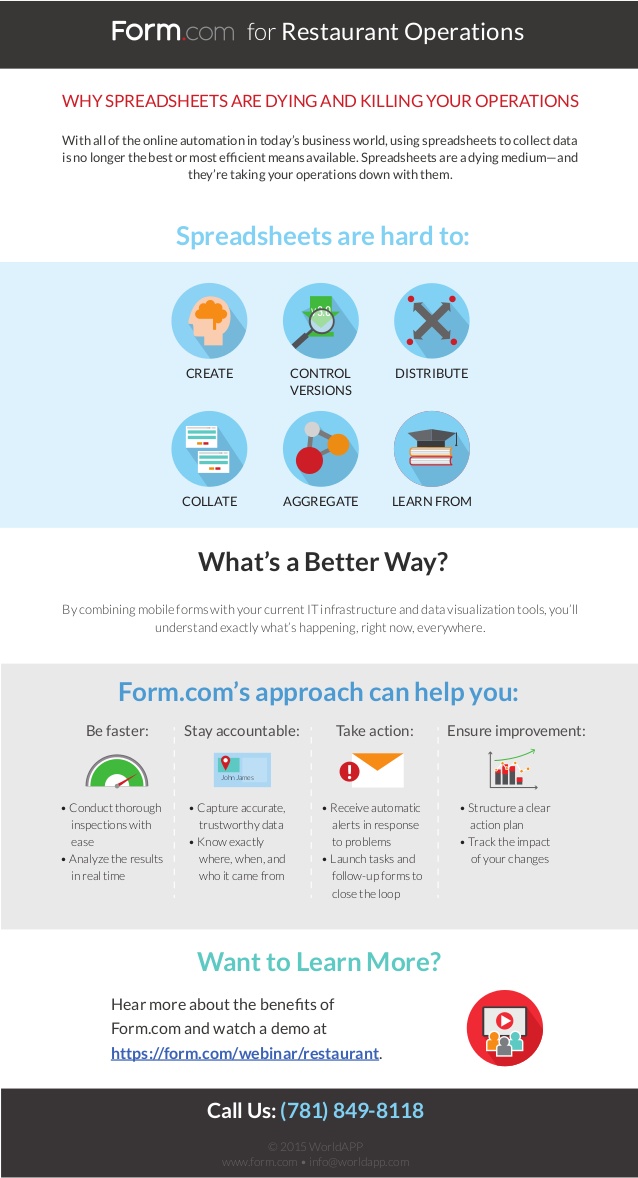 Form.com for Restaurant Operations
WHY SPREADSHEETS ARE DYING AND KILLING YOUR OPERATIONS
With all of the online automation in today's business world, using spreadsheets to collect data
is no longer the best or most efficient means available. Spreadsheets are a dying medium—and
they're taking your operations down with them.
Spreadsheets are hard to:
v3.0
CREATE
CONTROL
VERSIONS
DISTRIBUTE
COLLATE
AGGREGATE
LEARN FROM
What's a Better Way?
By combining mobile forms with your current IT infrastructure and data visualization tools, you'll
understand exactly what's happening, right now, everywhere.
Form.com's approach can help you:
Be faster:
• Conduct thorough
inspections with
ease
• Analyze the results
in real time
Stay accountable:
John James
• Capture accurate,
trustworthy data
• Know exactly
where, when, and
who it came from
Take action:
• Receive automatic
alerts in response
to problems
• Launch tasks and
follow-up forms to
close the loop
Ensure improvement:
• Structure a clear
action plan
• Track the impact
of your changes
Want to Learn More?
Hear more about the benefits of
Form.com and watch a demo at
https://form.com/webinar/restaurant.
Call Us: (781) 849-8118
© 2015 WorldAPP
www.form.com • info@worldapp.com